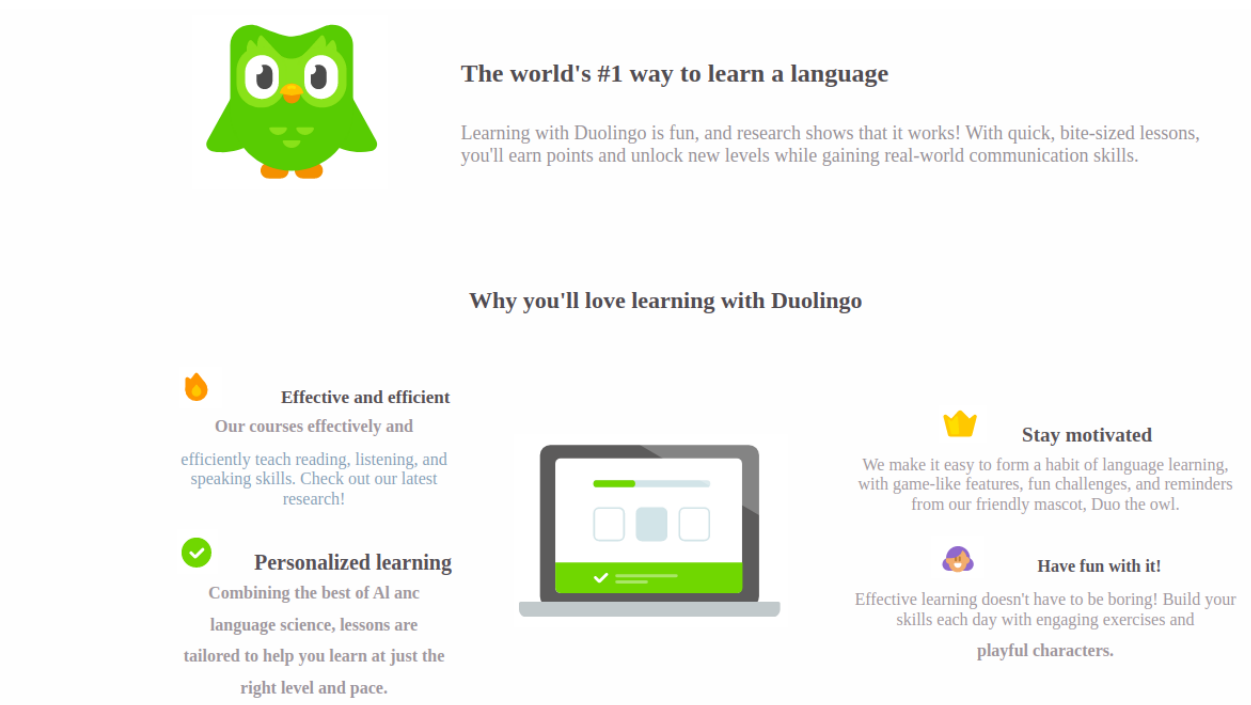 The world's #1 way to learn a language
Learning with Duolingo is fun, and research shows that it works! With quick, bite-sized lessons,
you'll earn points and unlock new levels while gaining real-world communication skills.
Why you'll love learning with Duolingo
Effective and efficient
Our courses effectively and
efficiently teach reading, listening, and
speaking skills. Check out our latest
research!
Personalized learning
Combining the best of Al anc
language science, lessons are
tailored to help you learn at just the
right level and pace.
Stay motivated
We make it easy to form a habit of language learning,
with game-like features, fun challenges, and reminders
from our friendly mascot, Duo the owl.
Have fun with it!
Effective learning doesn't have to be boring! Build your
skills each day with engaging exercises and
playful characters.